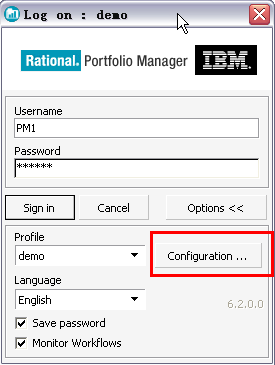 Log on : demo
Rational. Portfolio Manager IBM.
Username
PM1
Password
******
Sign in Cancel Options <<
Profile
demo Configuration ...
Language
English
6.2.0.0
Save password
Monitor Workflows